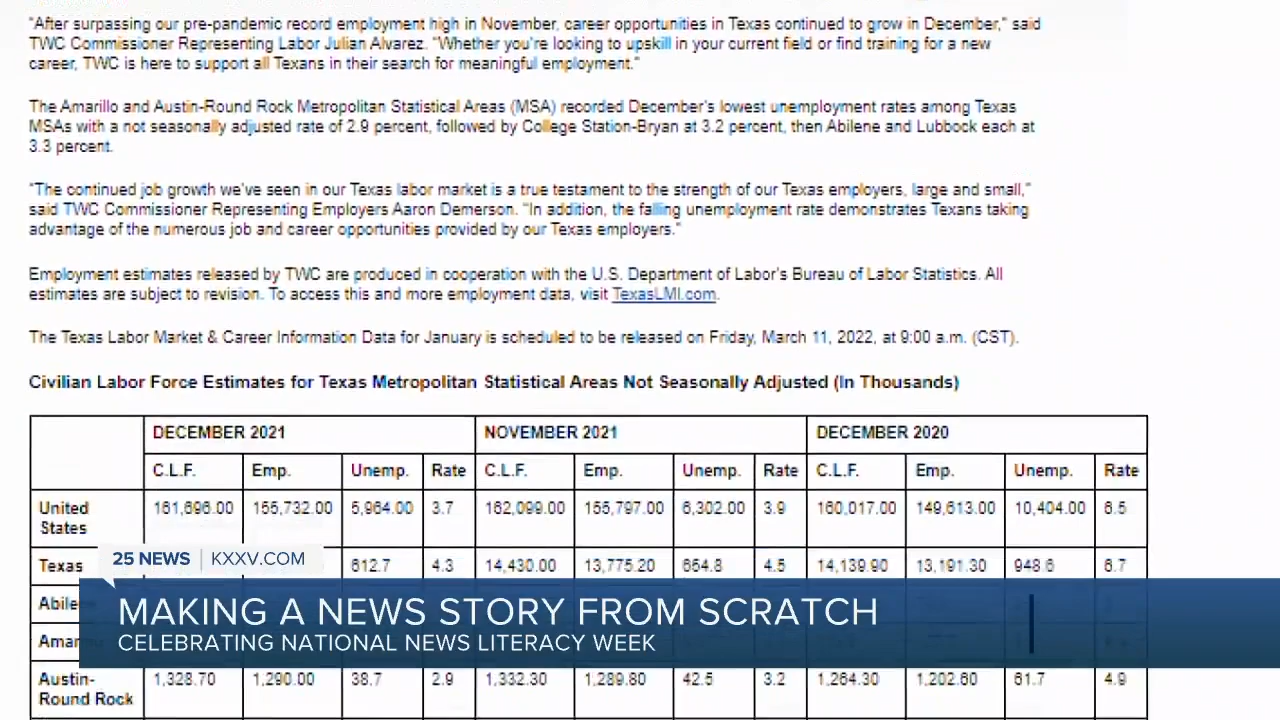 "After surpassing our pre-pandemic record employment high in November, career opportunities in Texas continued to grow in December," said
TWC Commissioner Representing Labor Julian Alvarez. "Whether you're looking to upskill in your current field or find training for a new
career, TWC is here to support all Texans in their search for meaningful employment."
The Amarillo and Austin-Round Rock Metropolitan Statistical Areas (MSA) recorded December's lowest unemployment rates among Texas
MSAs with a not seasonally adjusted rate of 2.9 percent, followed by College Station-Bryan at 3.2 percent, then Abilene and Lubbock each at
3.3 percent.
"The continued job growth we've seen in our Texas labor market is a true testament to the strength of our Texas employers, large and small,"
said TWC Commissioner Representing Employers Aaron Demerson. "In addition, the falling unemployment rate demonstrates Texans taking
advantage of the numerous job and career opportunities provided by our Texas employers."
Employment estimates released by TWC are produced in cooperation with the U.S. Department of Labor's Bureau of Labor Statistics. All
estimates are subject to revision. To access this and more employment data, visit TexasLMI.com.
The Texas Labor Market & Career Information Data for January is scheduled to be released on Friday, March 11, 2022, at 9:00 a.m. (CST).
Civilian Labor Force Estimates for Texas Metropolitan Statistical Areas Not Seasonally Adjusted (In Thousands)
DECEMBER 2021 NOVEMBER 2021 DECEMBER 2020
C.L.F. Emp. Unemp. Rate C.L.F. Emp. Unemp. Rate C.L.F. Emp. Unemp. Rate
United States 161,696.00 155,732.00 5,964.00 3.7 162,099.00 155,797.00 6,302.00 3.9 160,017.00 149,613.00 10,404.00 6.5
Texas 612.7 4.3 14,430.00 13,775.20 654.8 4.5 14,139.90 13,191.30 948.6 6.7
25 NEWS KXXV.COM
MAKING A NEWS STORY FROM SCRATCH
CELEBRATING NATIONAL NEWS LITERACY WEEK
Austin-Round Rock 1,328.70 1,290.00 38.7 2.9 1,332.30 1,289.80 42.5 3.2 1,264.30 1,202.60 61.7 4.9